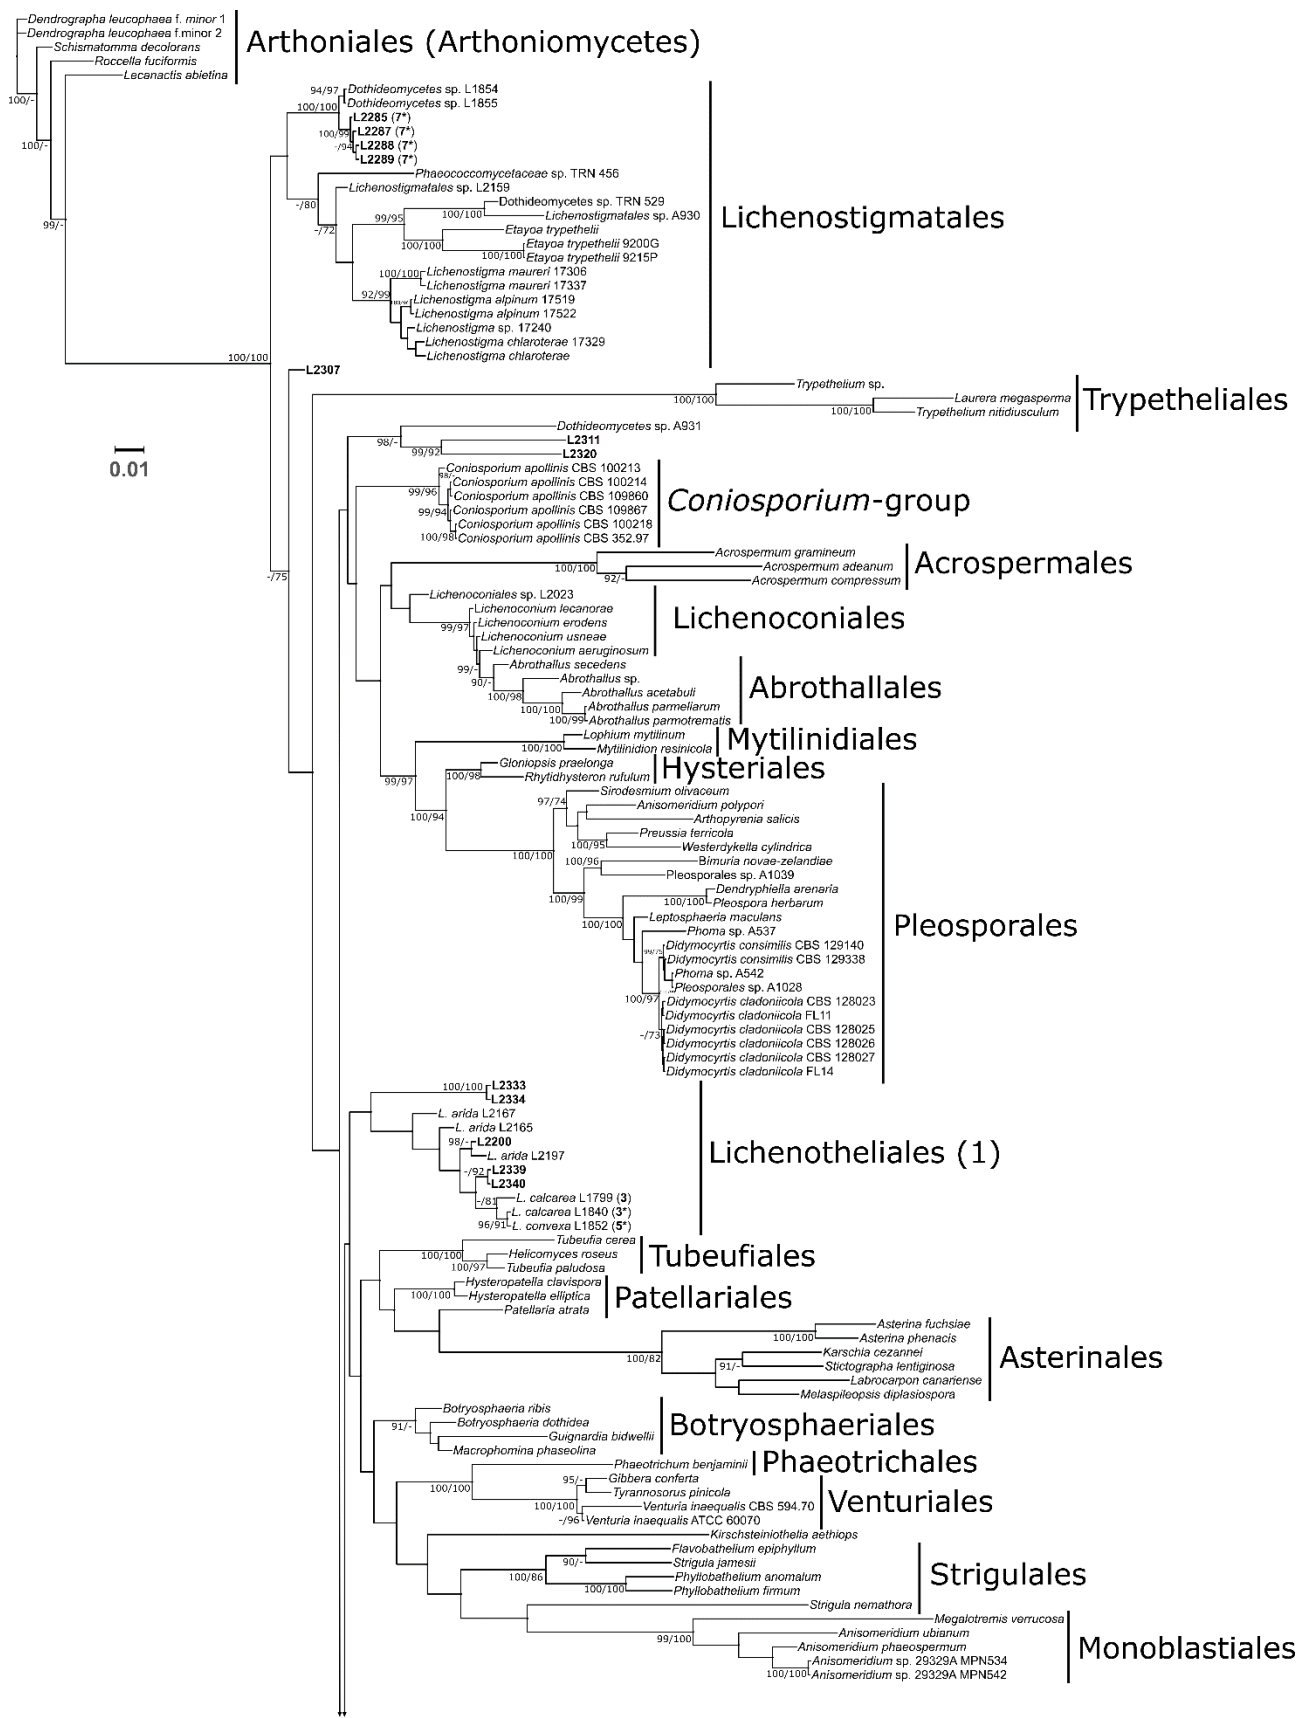 Dendrographa leucophaea f. minor 1
Dendrographa leucophaea f.minor 2
Schismatomma decolorans
Roccella fuciformis
Lecanactis abietina
Arthoniales (Arthoniomycetes)
100/-
100/-
99/-
100/100
94/97
Dothideomycetes sp. L1854
100/100
Dothideomycetes sp. L1855
L2285 (7*)
100/99
L2287 (7*)
-/94
L2288 (7*)
L2289 (7*)
Phaeococcomycetaceae sp. TRN 456
-/80
Lichenostigmatales sp. L2159
-/72
Dothideomycetes sp. TRN 529
99/95
100/100
Lichenostigmatales sp. A930
Etayoa trypethelii
100/100
Etayoa trypethelii 9200G
100/100
Etayoa trypethelii 9215P
100/100
Lichenostigma maureri 17306
Lichenostigma maureri 17337
92/99
Lichenostigma alpinum 17519
Lichenostigma alpinum 17522
Lichenostigma sp. 17240
Lichenostigma chlaroterae 17329
Lichenostigma chlaroterae
Lichenostigmatales
L2307
-/75
0.01
Trypethelium sp.
100/100
Laurera megasperma
100/100
Trypethelium nitidiusculum
Trypetheliales
Dothideomycetes sp. A931
98/-
L2311
99/92
L2320
Coniosporium apollinis CBS 100213
98/-
Coniosporium apollinis CBS 100214
99/96
Coniosporium apollinis CBS 109860
99/94
Coniosporium apollinis CBS 109867
Coniosporium apollinis CBS 100218
100/98
Coniosporium apollinis CBS 352.97
Coniosporium-group
Acrospermum gramineum
100/100
Acrospermum adeanum
92/-
Acrospermum compressum
Acrospermales
Lichenoconiales sp. L2023
Lichenoconium lecanorae
99/97
Lichenoconium erodens
Lichenoconium usneae
Lichenoconium aeruginosum
Lichenoconiales
99/-
Abrothallus secedens
90/-
Abrothallus sp.
100/98
Abrothallus acetabuli
100/100
Abrothallus parmeliarum
100/99
Abrothallus parmotrematis
Abrothallales
99/97
Lophium mytilinum
100/100
Mytilinidion resinicola
Mytilinidiales
Gloniopsis praelonga
100/98
Rhytidhysteron rufulum
Hysteriales
100/94
Sirodesmium olivaceum
97/74
Anisomeridium polypori
Arthopyrenia salicis
Preussia terricola
100/95
Westerdykella cylindrica
100/100
100/96
Bimuria novae-zelandiae
Pleosporales sp. A1039
100/99
Dendryphiella arenaria
100/100
Pleospora herbarum
100/100
Leptosphaeria maculans
Phoma sp. A537
Didymocyrtis consimilis CBS 129140
99/75
Didymocyrtis consimilis CBS 129338
Phoma sp. A542
Pleosporales sp. A1028
100/97
Didymocyrtis cladoniicola CBS 128023
Didymocyrtis cladoniicola FL11
Didymocyrtis cladoniicola CBS 128025
-/73
Didymocyrtis cladoniicola CBS 128026
Didymocyrtis cladoniicola CBS 128027
Didymocyrtis cladoniicola FL14
Pleosporales
100/100
L2333
L2334
L. arida L2167
L. arida L2165
98/-
L2200
L. arida L2197
-/92
L2339
L2340
-/81
L. calcarea L1799 (3)
L. calcarea L1840 (3*)
96/91
L. convexa L1852 (5*)
Lichenotheliales (1)
Tubeufia cerea
100/100
Helicomyces roseus
100/97
Tubeufia paludosa
Tubeufiales
Hysteropatella clavispora
100/100
Hysteropatella elliptica
Patellaria atrata
Patellariales
Asterina fuchsiae
100/100
Asterina phenacis
100/82
Karschia cezannei
91/-
Stictographa lentiginosa
Labrocarpon canariense
Melaspileopsis diplasiospora
Asterinales
Botryosphaeria ribis
91/-
Botryosphaeria dothidea
Guignardia bidwellii
Macrophomina phaseolina
Botryosphaeriales
Phaeotrichum benjaminii
Phaeotrichales
100/100
95/-
Gibbera conferta
Tyrannosorus pinicola
100/100
Venturia inaequalis CBS 594.70
-/96
Venturia inaequalis ATCC 60070
Venturiales
Kirschsteiniothelia aethiops
Flavobathelium epiphyllum
90/-
Strigula jamesii
100/86
Phyllobathelium anomalum
100/100
Phyllobathelium firmum
Strigula nemathora
Strigulales
Megalotremis verrucosa
99/100
Anisomeridium ubianum
Anisomeridium phaeospermum
Anisomeridium sp. 29329A MPN534
100/100
Anisomeridium sp. 29329A MPN542
Monoblastiales